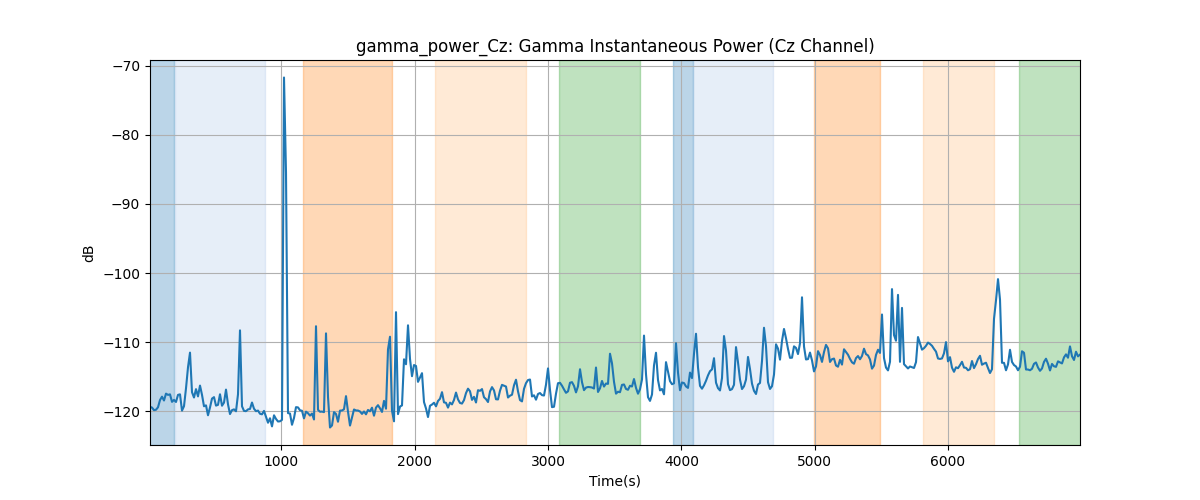 gamma_power_Cz: Gamma Instantaneous Power (Cz Channel)
−70
−80
−90
−100
−110
−120
dB
1000 2000 3000 4000 5000 6000
Time(s)